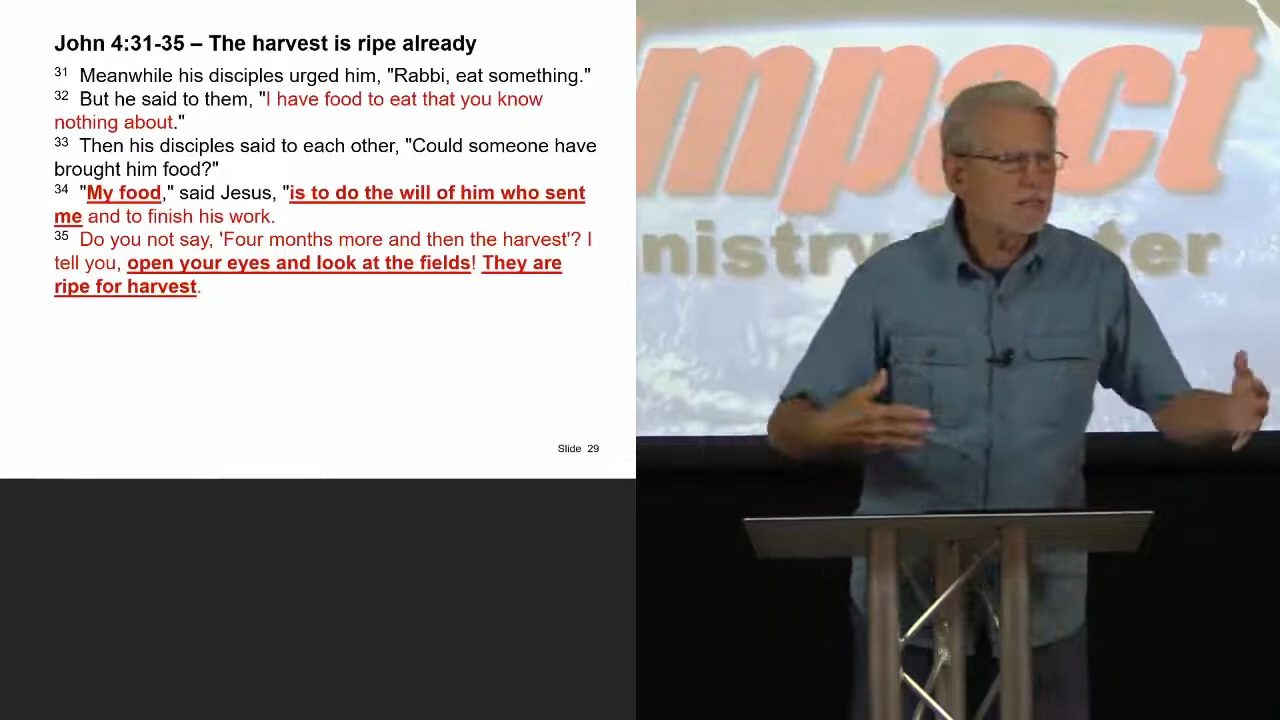 John 4:31-35 – The harvest is ripe already
31 Meanwhile his disciples urged him, "Rabbi, eat something."
32 But he said to them, "I have food to eat that you know
nothing about."
33 Then his disciples said to each other, "Could someone have
brought him food?"
34 "My food," said Jesus, "is to do the will of him who sent
me and to finish his work.
35 Do you not say, 'Four months more and then the harvest'? I
tell you, open your eyes and look at the fields! They are
ripe for harvest.
Slide 29
Impact